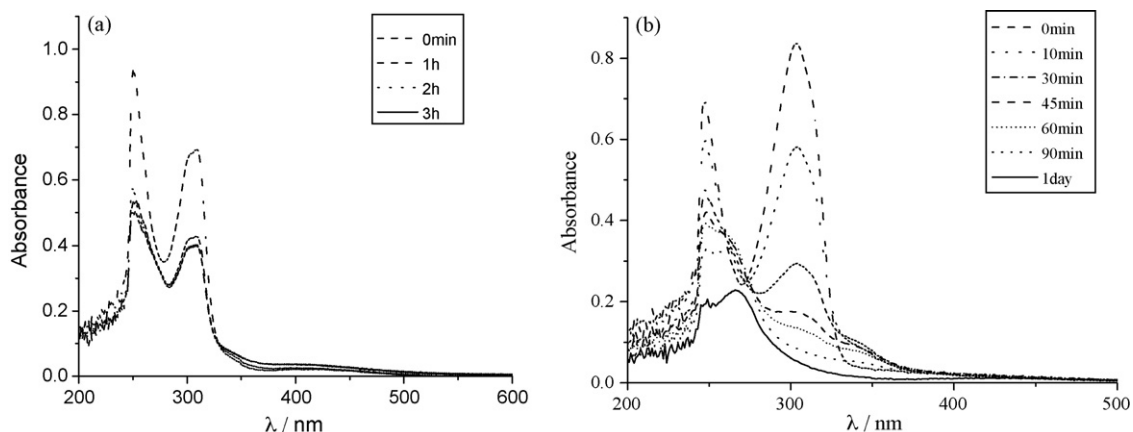 (a)
0min
1h
2h
3h
1.0
0.8
0.6
0.4
0.2
0.0
Absorbance
200 300 400 500 600
λ / nm
(b)
0min
10min
30min
45min
60min
90min
1day
0.8
0.6
0.4
0.2
0.0
Absorbance
200 300 400 500
λ / nm